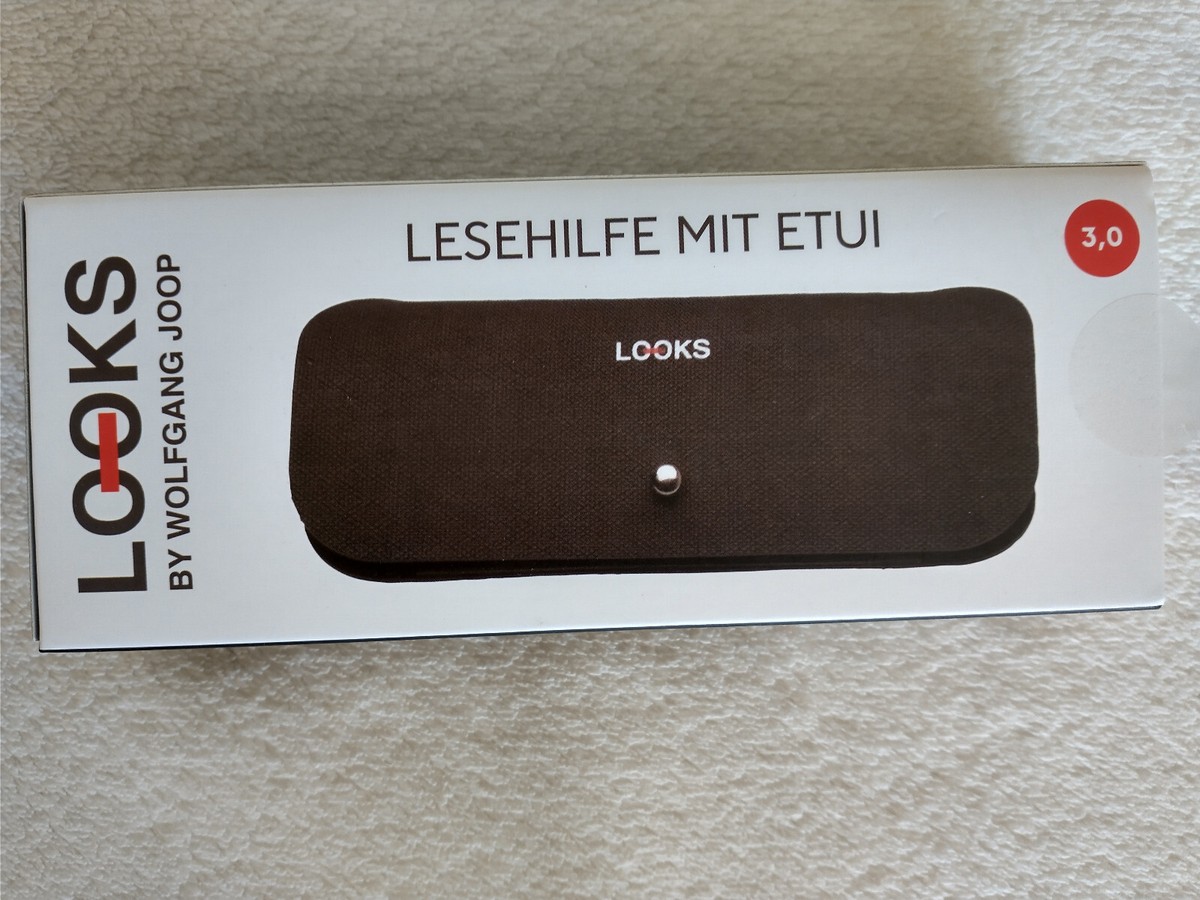 LESEHILFE MIT ETUI
3,0
LOOKS
BY WOLFGANG JOOP
LOOKS